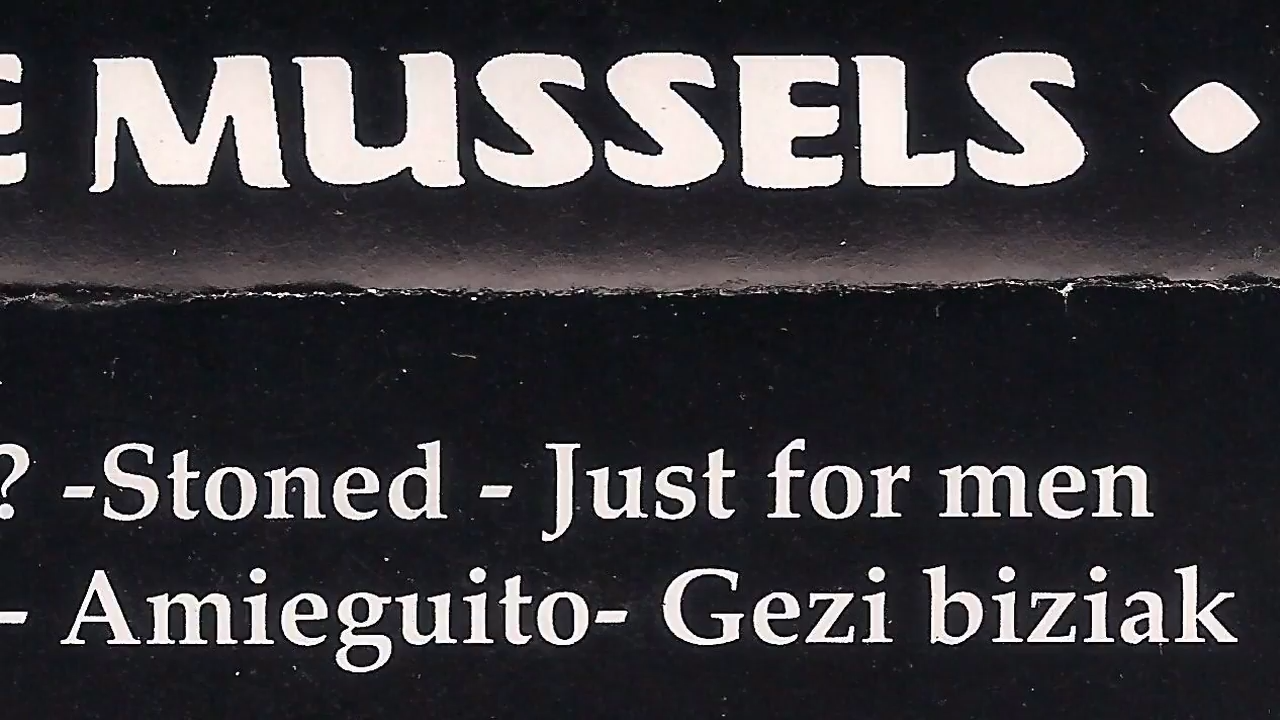 E MUSSELS •
? -Stoned - Just for men
- Amieguito- Gezi biziak